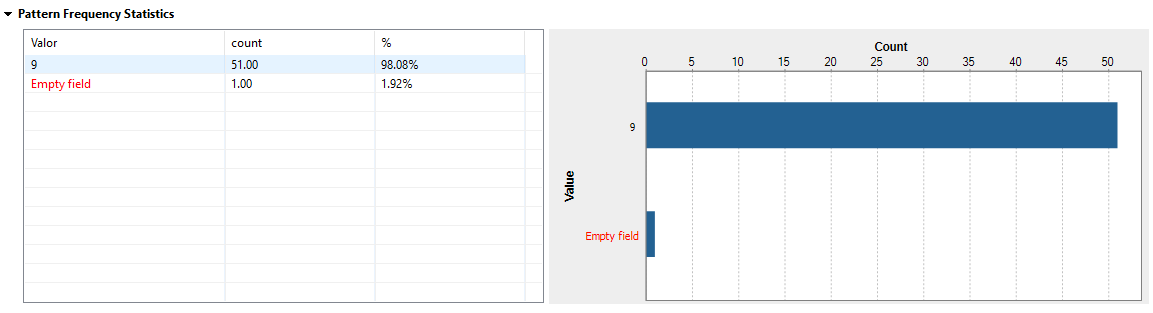 Pattern Frequency Statistics
Valor count %
9 51.00 98.08%
Empty field 1.00 1.92%
Count
0 5 10 15 20 25 30 35 40 45 50
Value
9
Empty field